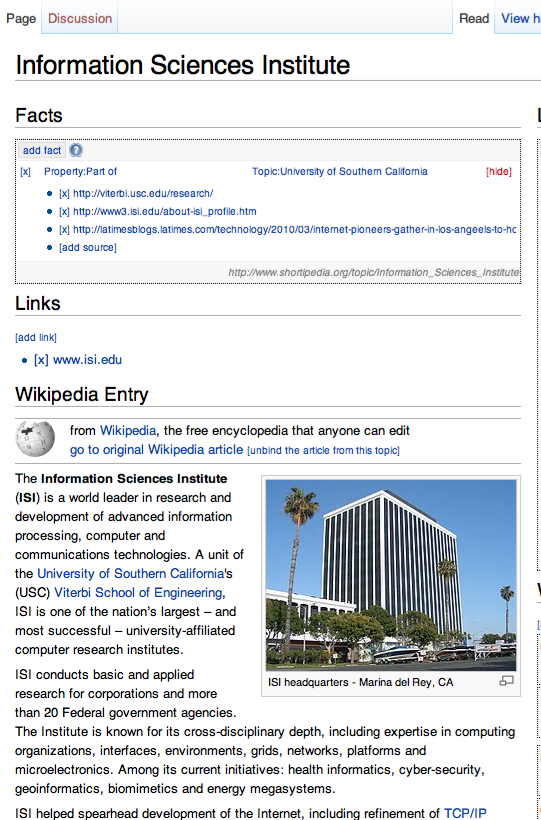 Page Discussion Read View h
Information Sciences Institute
Facts
add fact ?
[x] Property:Part of Topic:University of Southern California [hide]
[x] http://viterbi.usc.edu/research/
[x] http://www3.isi.edu/about-isi_profile.htm
[x] http://latimesblogs.latimes.com/technology/2010/03/internet-pioneers-gather-in-los-angeels-to-hc
[add source]
http://www.shortipedia.org/topic/Information_Sciences_Institute
Links
[add link]
[x] www.isi.edu
Wikipedia Entry
from Wikipedia, the free encyclopedia that anyone can edit
go to original Wikipedia article [unbind the article from this topic]
The Information Sciences Institute
(ISI) is a world leader in research and
development of advanced information
processing, computer and
communications technologies. A unit of
the University of Southern California's
(USC) Viterbi School of Engineering,
ISI is one of the nation's largest – and
most successful – university-affiliated
computer research institutes.
ISI headquarters - Marina del Rey, CA
ISI conducts basic and applied
research for corporations and more
than 20 Federal government agencies.
The Institute is known for its cross-disciplinary depth, including expertise in computing
organizations, interfaces, environments, grids, networks, platforms and
microelectronics. Among its current initiatives: health informatics, cyber-security,
geoinformatics, biomimetics and energy megasystems.
ISI helped spearhead development of the Internet, including refinement of TCP/IP